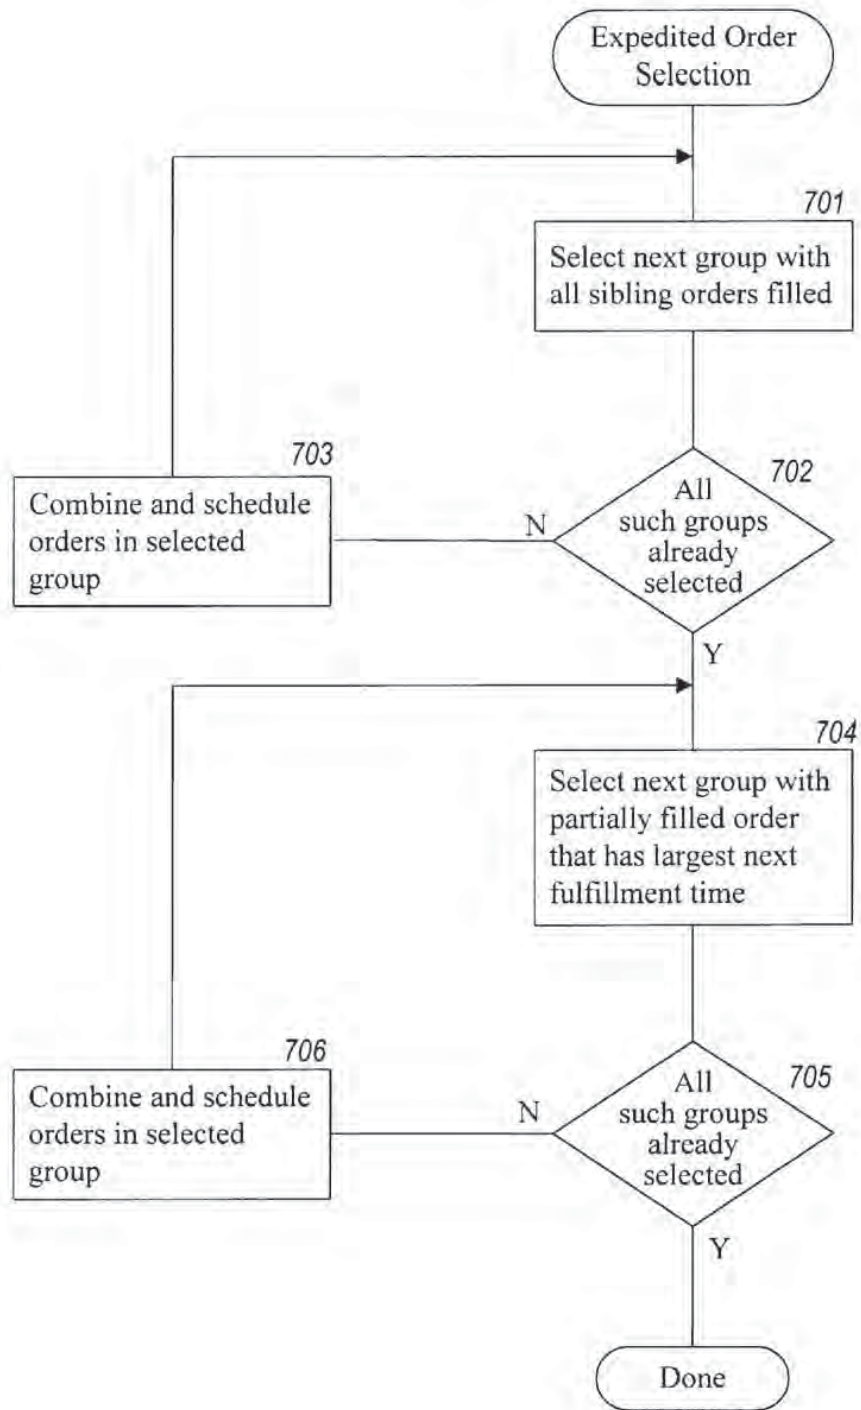 Expedited Order
Selection
701
Select next group with
all sibling orders filled
702
All
such groups
already
selected
N
703
Combine and schedule
orders in selected
group
Y
704
Select next group with
partially filled order
that has largest next
fulfillment time
705
All
such groups
already
selected
N
706
Combine and schedule
orders in selected
group
Y
Done